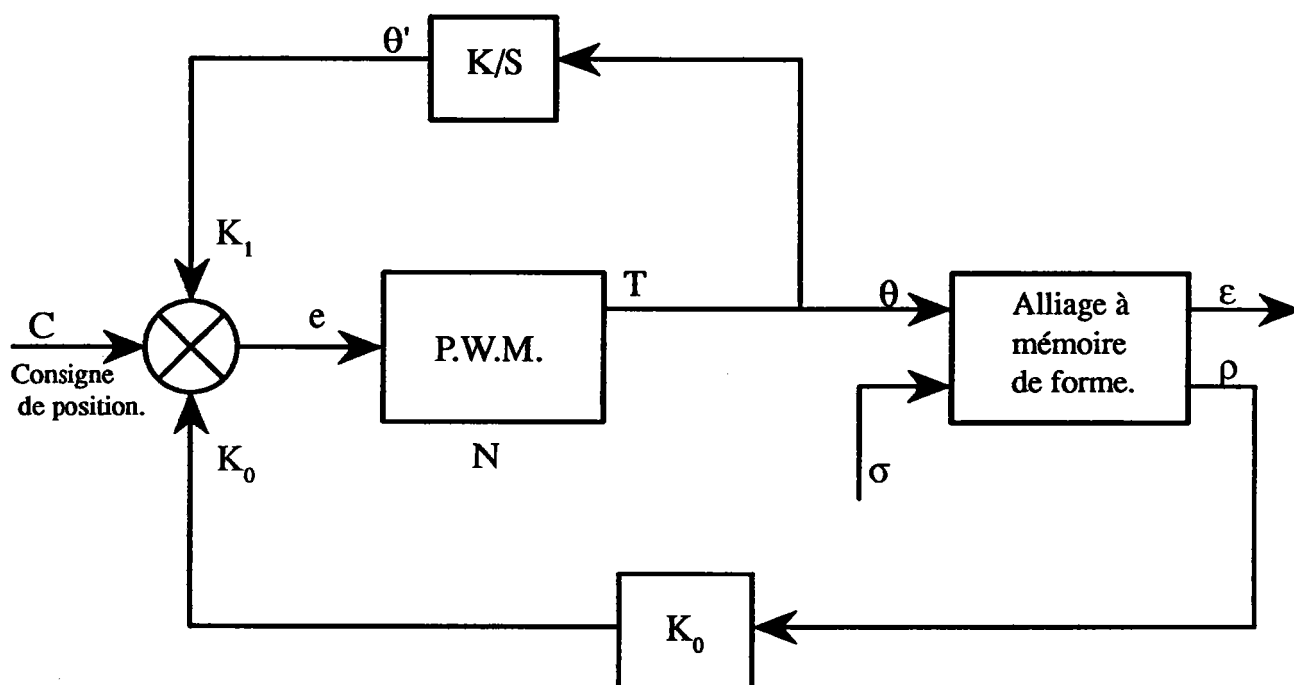 θ'
K/S
K₁
C
Consigne
de position.
e
P.W.M.
N
T
θ
σ
Alliage à
mémoire
de forme.
ε
ρ
K₀
K₀